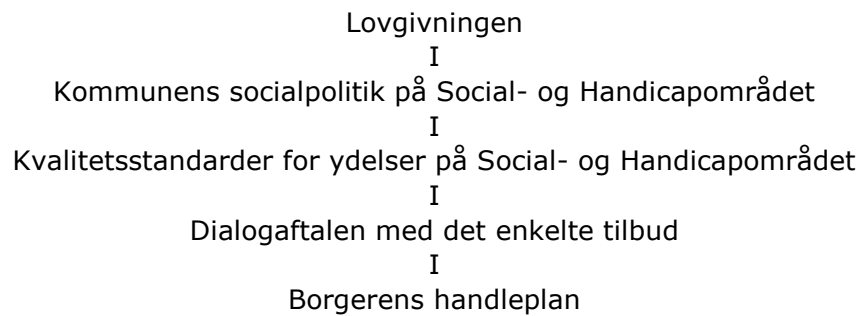 Lovgivningen
I
Kommunens socialpolitik på Social- og Handicapområdet
I
Kvalitetsstandarder for ydelser på Social- og Handicapområdet
I
Dialogaftalen med det enkelte tilbud
I
Borgerens handleplan